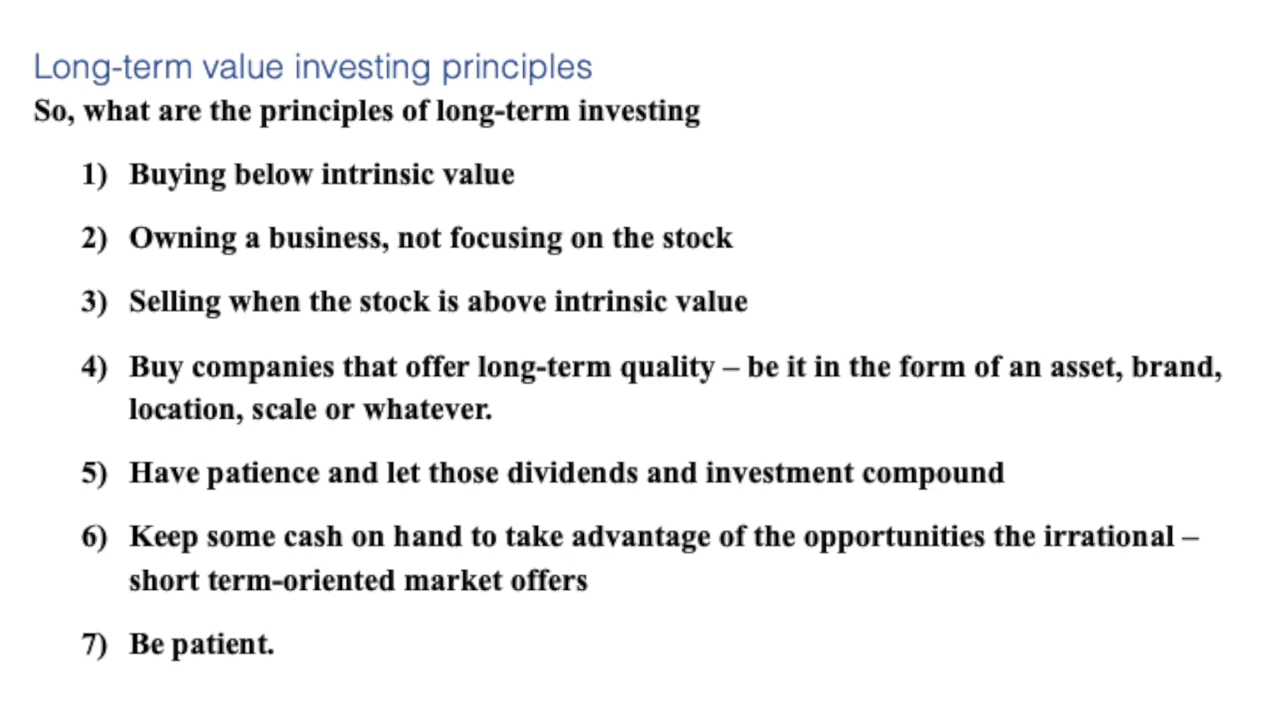 Long-term value investing principles
So, what are the principles of long-term investing
1) Buying below intrinsic value
2) Owning a business, not focusing on the stock
3) Selling when the stock is above intrinsic value
4) Buy companies that offer long-term quality – be it in the form of an asset, brand,
location, scale or whatever.
5) Have patience and let those dividends and investment compound
6) Keep some cash on hand to take advantage of the opportunities the irrational –
short term-oriented market offers
7) Be patient.